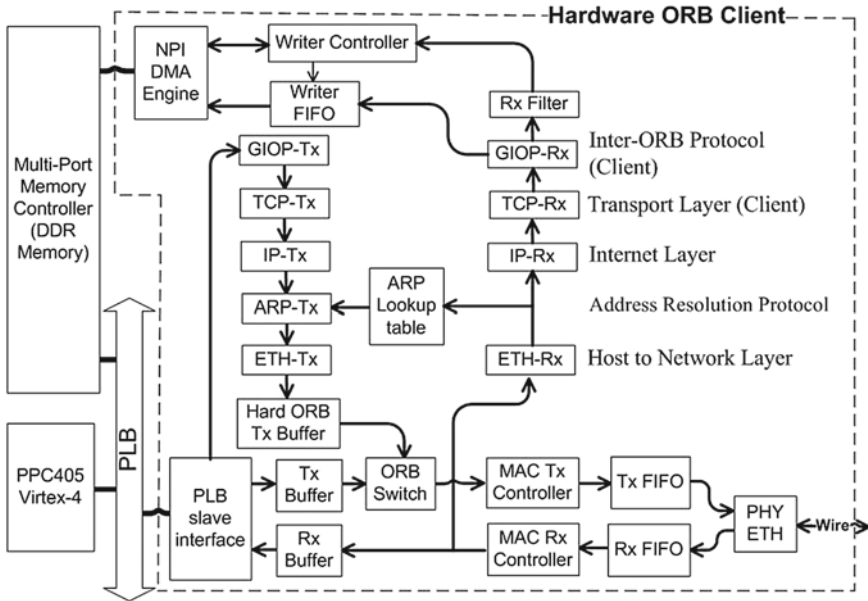 Hardware ORB Client
NPI
DMA
Engine
Writer Controller
Writer
FIFO
Rx Filter
GIOP-Tx
GIOP-Rx
Inter-ORB Protocol
(Client)
Multi-Port
Memory
Controller
(DDR
Memory)
TCP-Tx
TCP-Rx
Transport Layer (Client)
IP-Tx
IP-Rx
Internet Layer
ARP-Tx
ARP
Lookup
table
Address Resolution Protocol
ETH-Tx
ETH-Rx
Host to Network Layer
Hard ORB
Tx Buffer
PLB
PPC405
Virtex-4
PLB
slave
interface
Tx
Buffer
ORB
Switch
MAC Tx
Controller
Tx FIFO
PHY
ETH
Wire
Rx
Buffer
MAC Rx
Controller
Rx FIFO